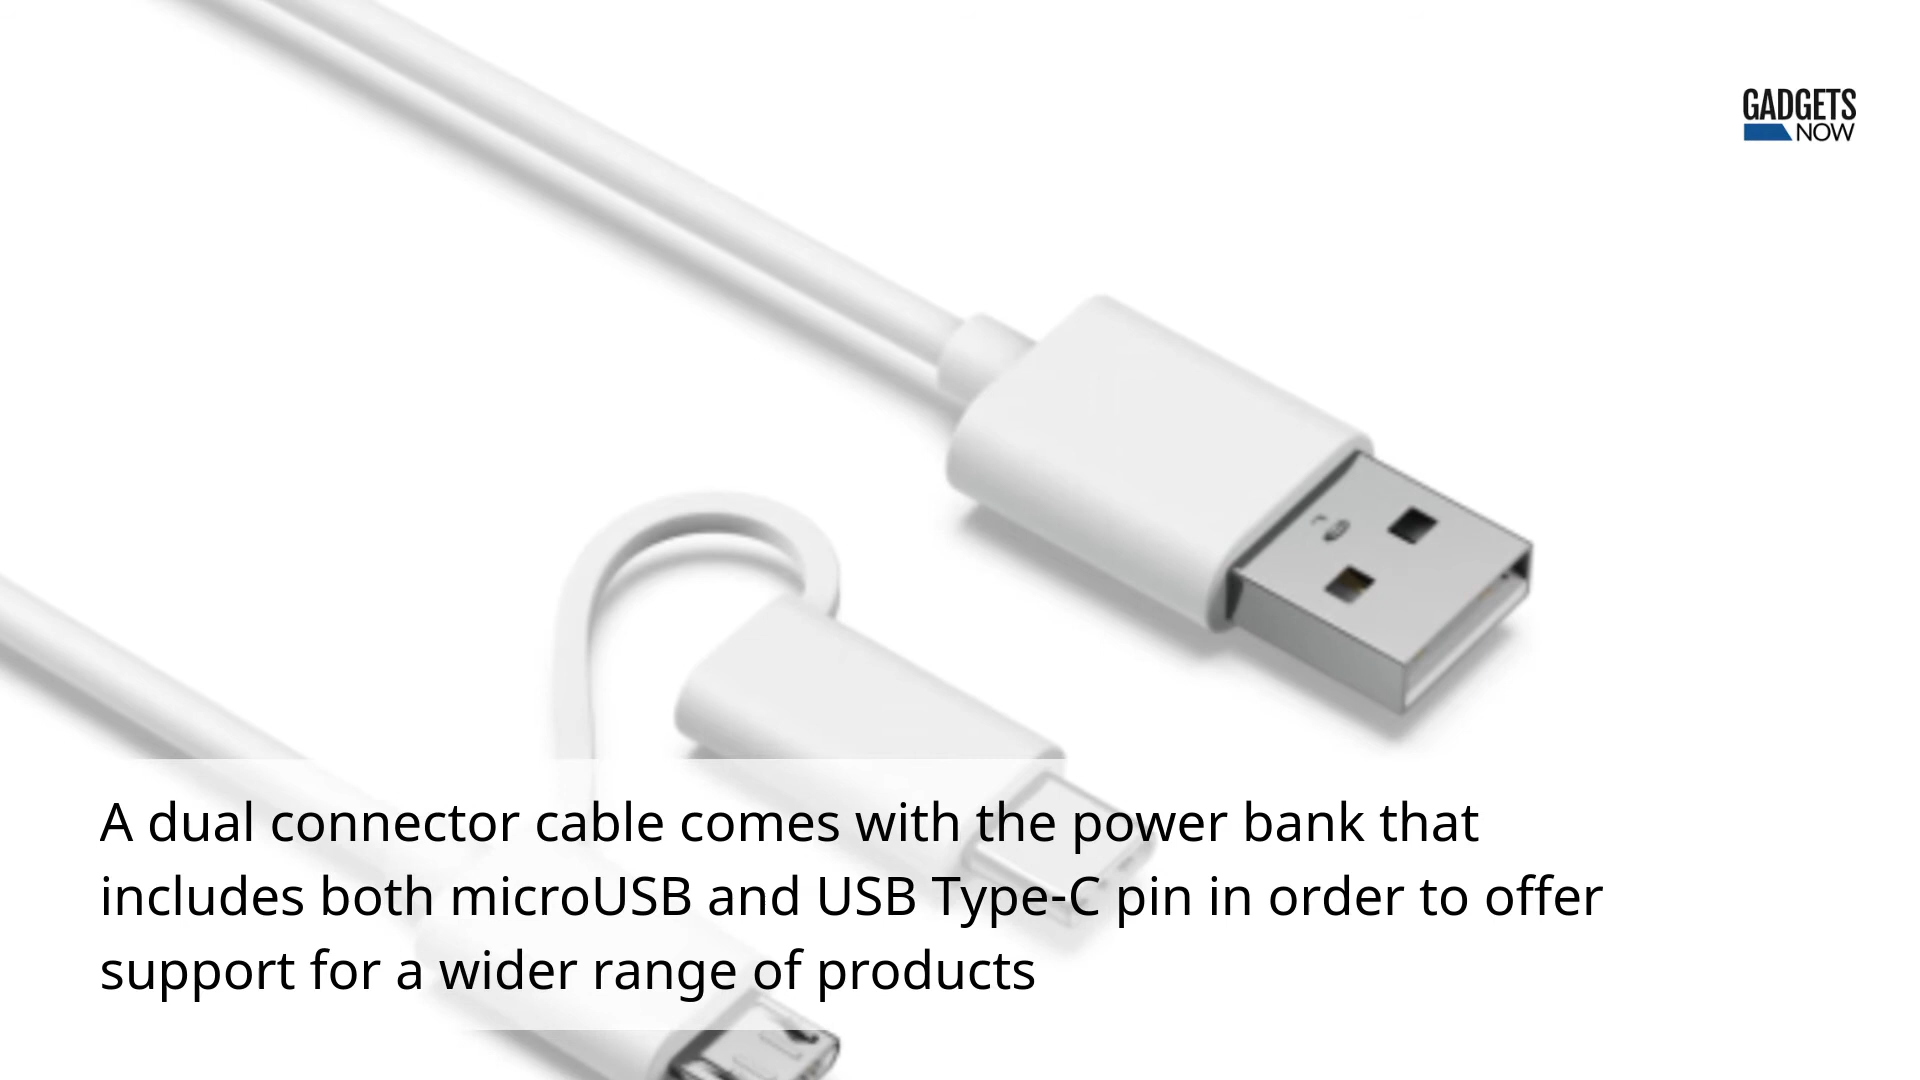 GADGETS
NOW
A dual connector cable comes with the power bank that
includes both microUSB and USB Type-C pin in order to offer
support for a wider range of products